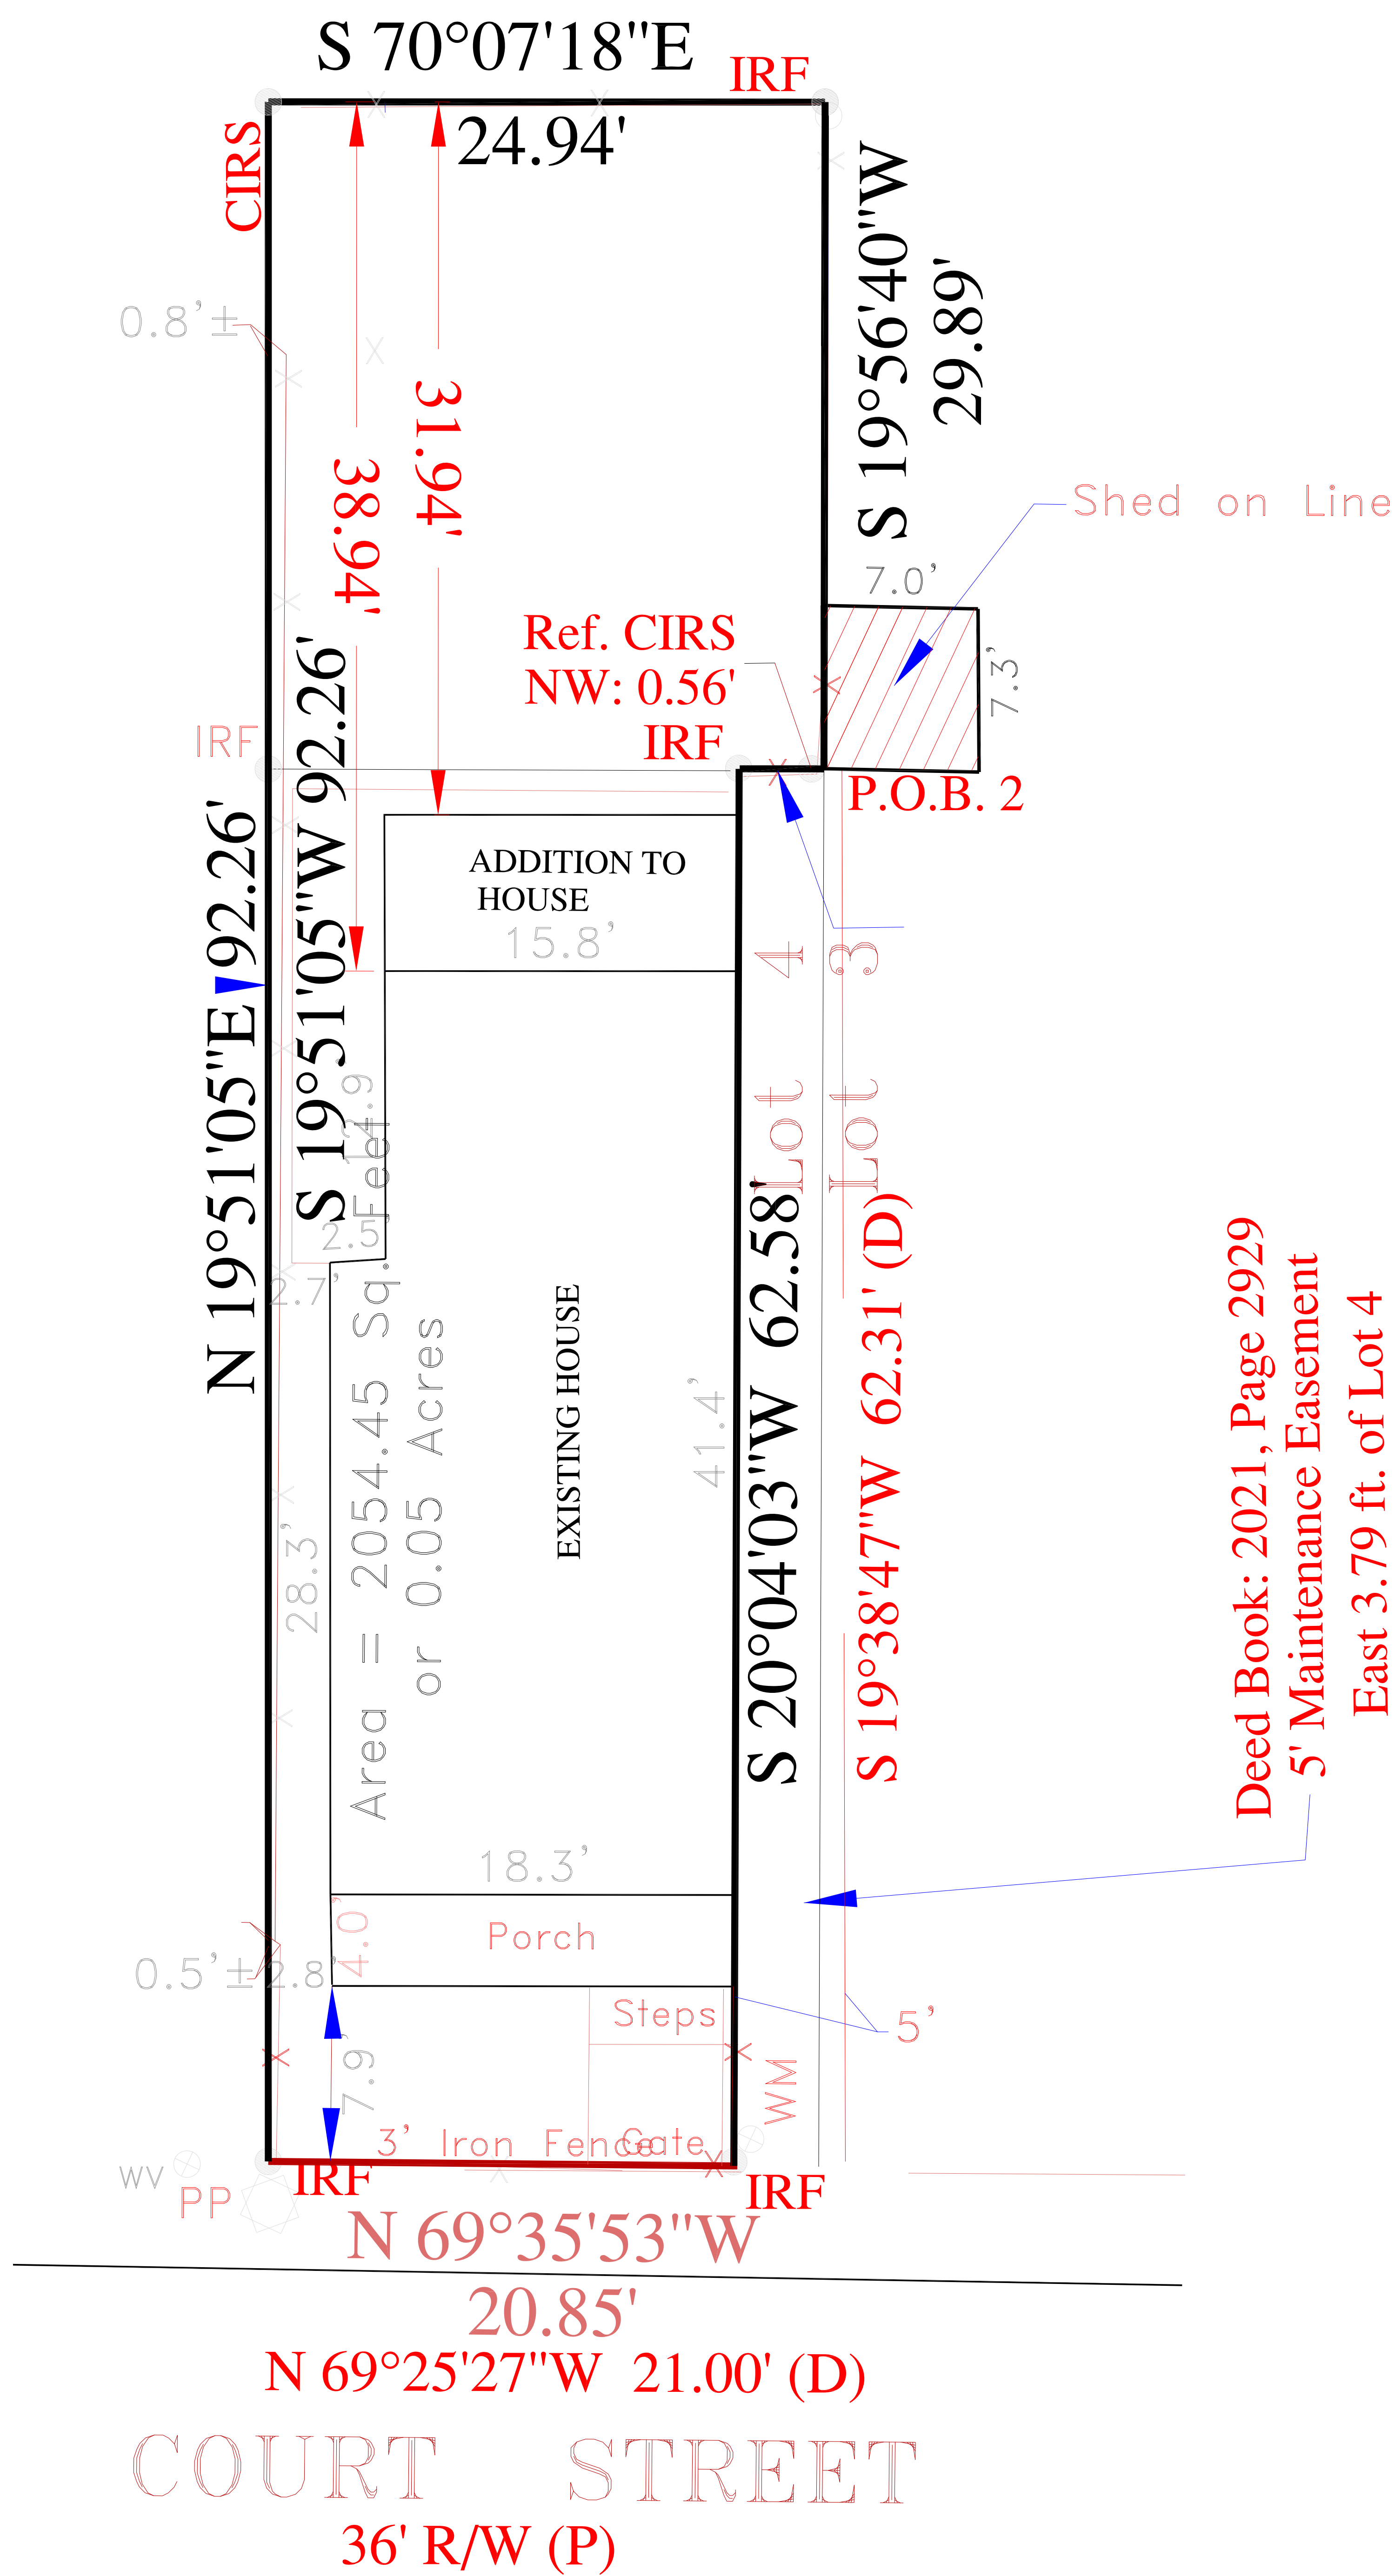 S 70°07'18"E
IRF
24.94'
CIRS
S 19°56'40"W
29.89'
0.8'±
31.94'
38.94'
Shed on Line
7.0'
7.3'
Ref. CIRS
NW: 0.56'
IRF
IRF
P.O.B. 2
S 19°51'05"W 92.26'
N 19°51'05"E 92.26'
ADDITION TO
HOUSE
15.8'
Lot 4
Lot 3
2.5'
2.7'
Area = 2054.45 Sq. Feet
or 0.05 Acres
EXISTING HOUSE
41.4'
S 20°04'03"W 62.58'
S 19°38'47"W 62.31' (D)
Deed Book: 2021, Page 2929
5' Maintenance Easement
East 3.79 ft. of Lot 4
28.3'
18.3'
4.0'
Porch
0.5'±
2.8'
Steps
5'
7.9'
WM
3' Iron Fence
Gate
WV
PP
IRF
IRF
N 69°35'53"W
20.85'
N 69°25'27"W 21.00' (D)
COURT STREET
36' R/W (P)